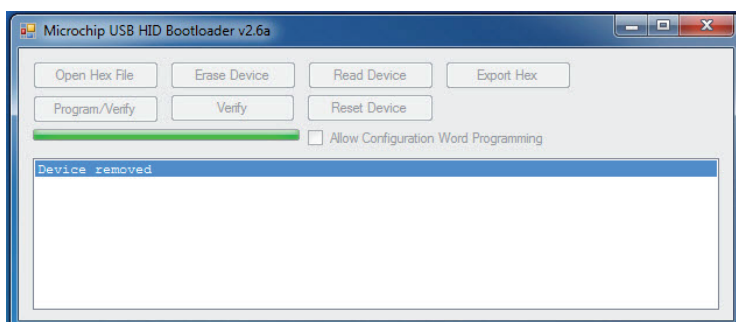 Microchip USB HID Bootloader v2.6a
Open Hex File Erase Device Read Device Export Hex
Program/Verify Verify Reset Device
Allow Configuration Word Programming
Device removed